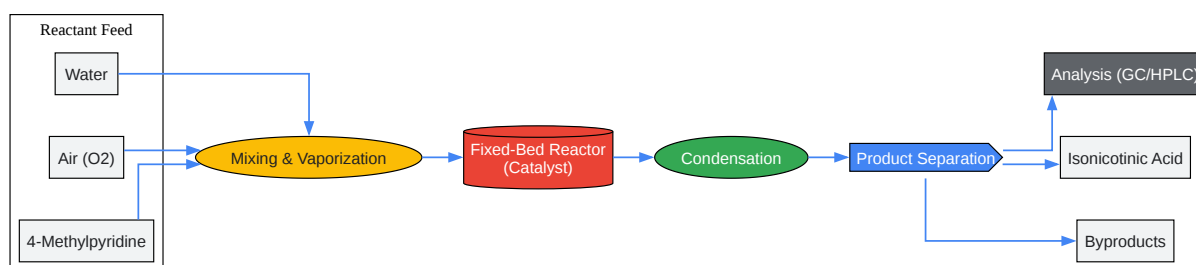 Reactant Feed
Water
Air (O2)
4-Methylpyridine
Mixing & Vaporization
Fixed-Bed Reactor
(Catalyst)
Condensation
Product Separation
Analysis (GC/HPLC)
Isonicotinic Acid
Byproducts